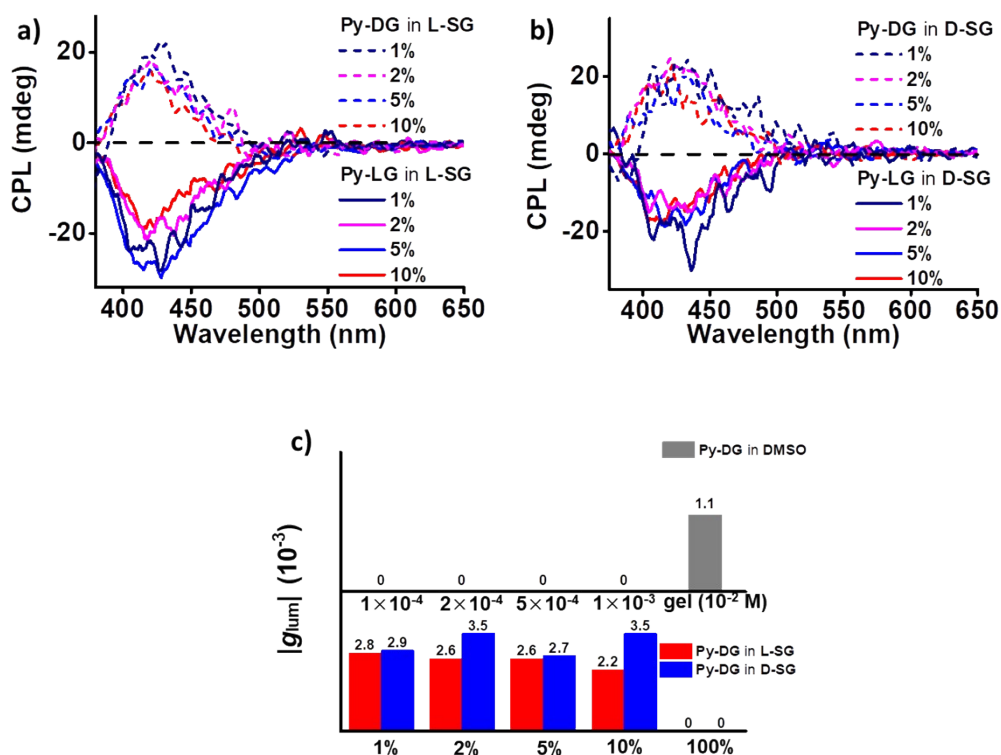 a)
Py-DG in L-SG
1%
2%
5%
10%
Py-LG in L-SG
1%
2%
5%
10%
CPL (mdeg)
20
0
-20
400 450 500 550 600 650
Wavelength (nm)
b)
Py-DG in D-SG
1%
2%
5%
10%
Py-LG in D-SG
1%
2%
5%
10%
CPL (mdeg)
20
0
-20
400 450 500 550 600 650
Wavelength (nm)
c)
Py-DG in DMSO
1.1
0 0 0 0
1×10⁻⁴ 2×10⁻⁴ 5×10⁻⁴ 1×10⁻³ gel (10⁻² M)
|glum| (10⁻³)
2.8 2.9 2.6 3.5 2.6 2.7 2.2 3.5
Py-DG in L-SG
Py-DG in D-SG
0 0
1% 2% 5% 10% 100%